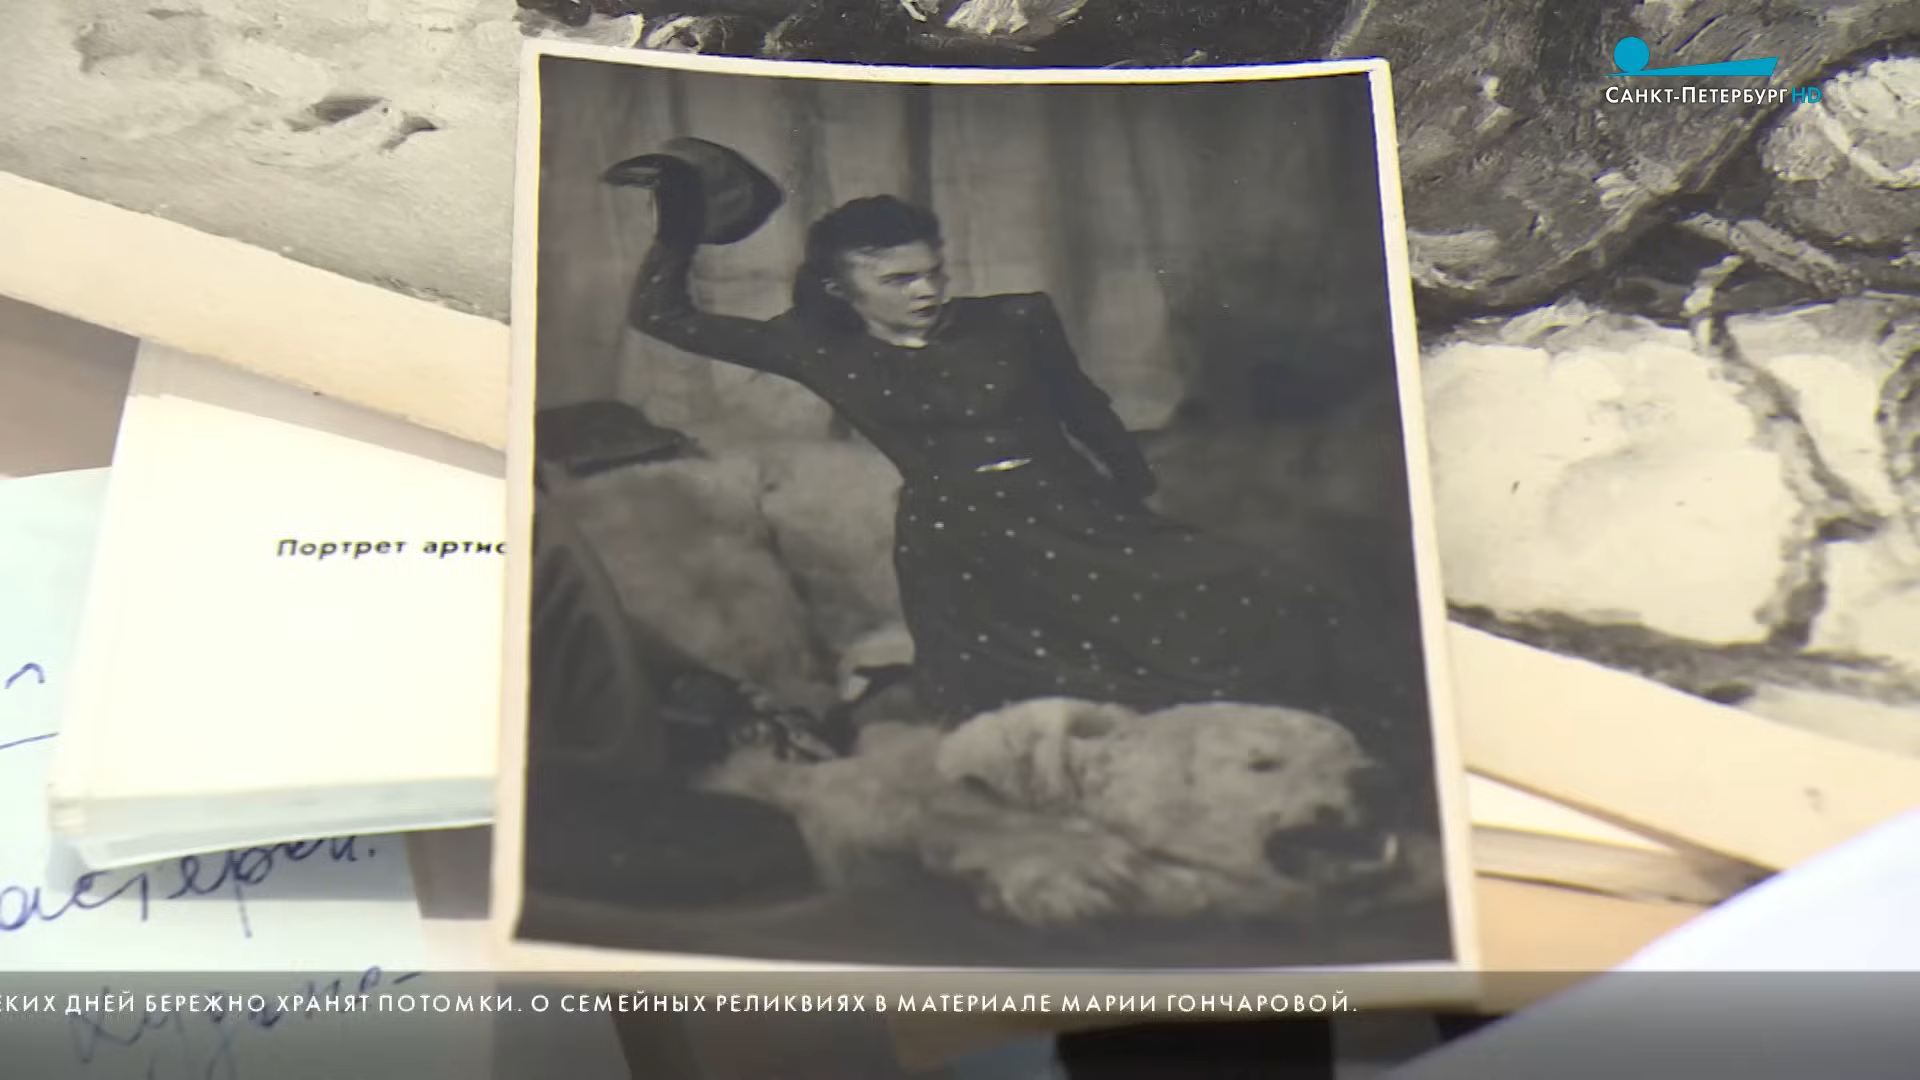 САНКТ-ПЕТЕРБУРГ HD
Портрет артис
ЕКИХ ДНЕЙ БЕРЕЖНО ХРАНЯТ ПОТОМКИ. О СЕМЕЙНЫХ РЕЛИКВИЯХ В МАТЕРИАЛЕ МАРИИ ГОНЧАРОВОЙ.